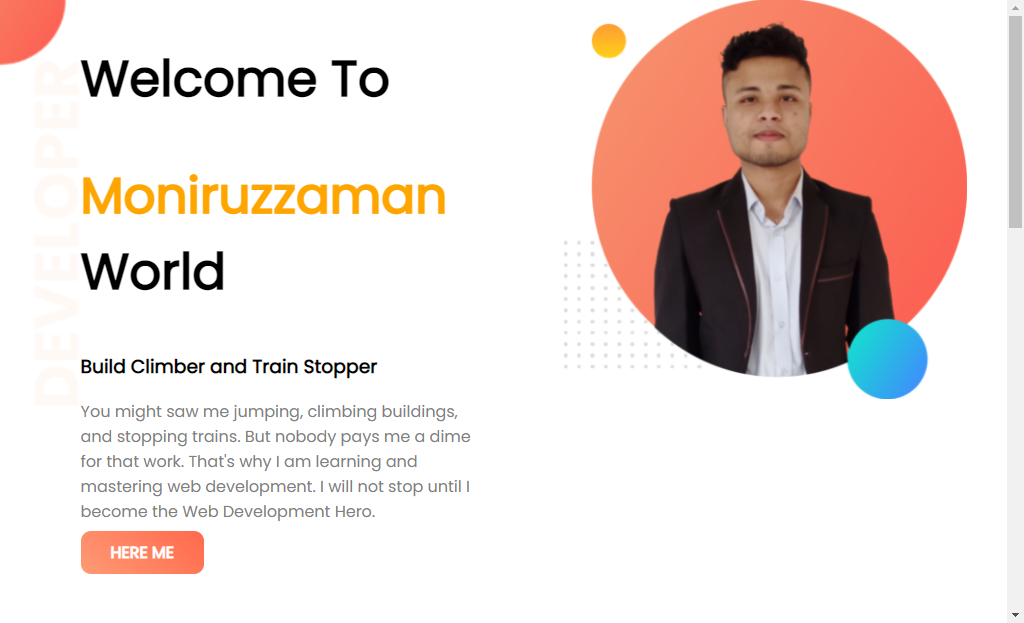 DEVELOPER
Welcome To
Moniruzzaman
World
Build Climber and Train Stopper
You might saw me jumping, climbing buildings,
and stopping trains. But nobody pays me a dime
for that work. That's why I am learning and
mastering web development. I will not stop until I
become the Web Development Hero.
HERE ME